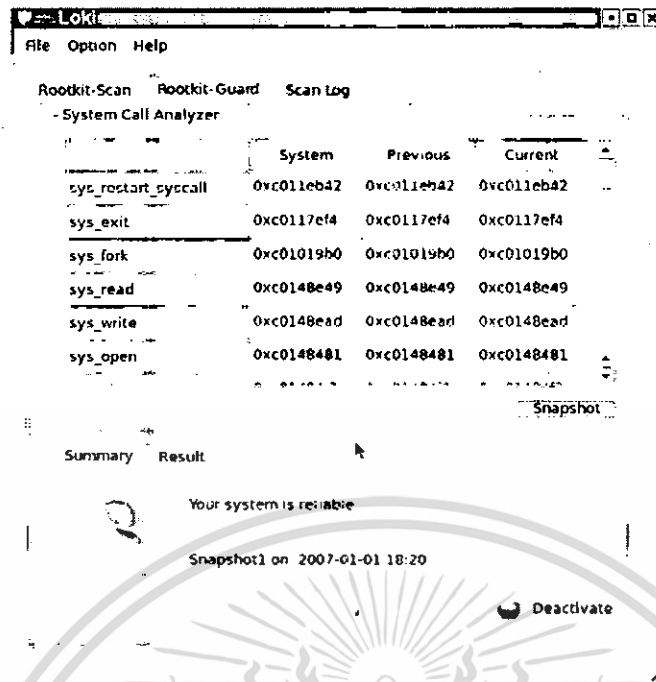 Loki
File Option Help
Rootkit-Scan Rootkit-Guard Scan Log
- System Call Analyzer
System Previous Current
sys_restart_syscall 0xc011eb42 0xc011eb42 0xc011eb42
sys_exit 0xc0117ef4 0xc0117ef4 0xc0117ef4
sys_fork 0xc01019b0 0xc01019b0 0xc01019b0
sys_read 0xc0148e49 0xc0148e49 0xc0148e49
sys_write 0xc0148ead 0xc0148ead 0xc0148ead
sys_open 0xc0148481 0xc0148481 0xc0148481
Snapshot
Summary Result
Your system is reliable
Snapshot1 on 2007-01-01 18:20
Deactivate